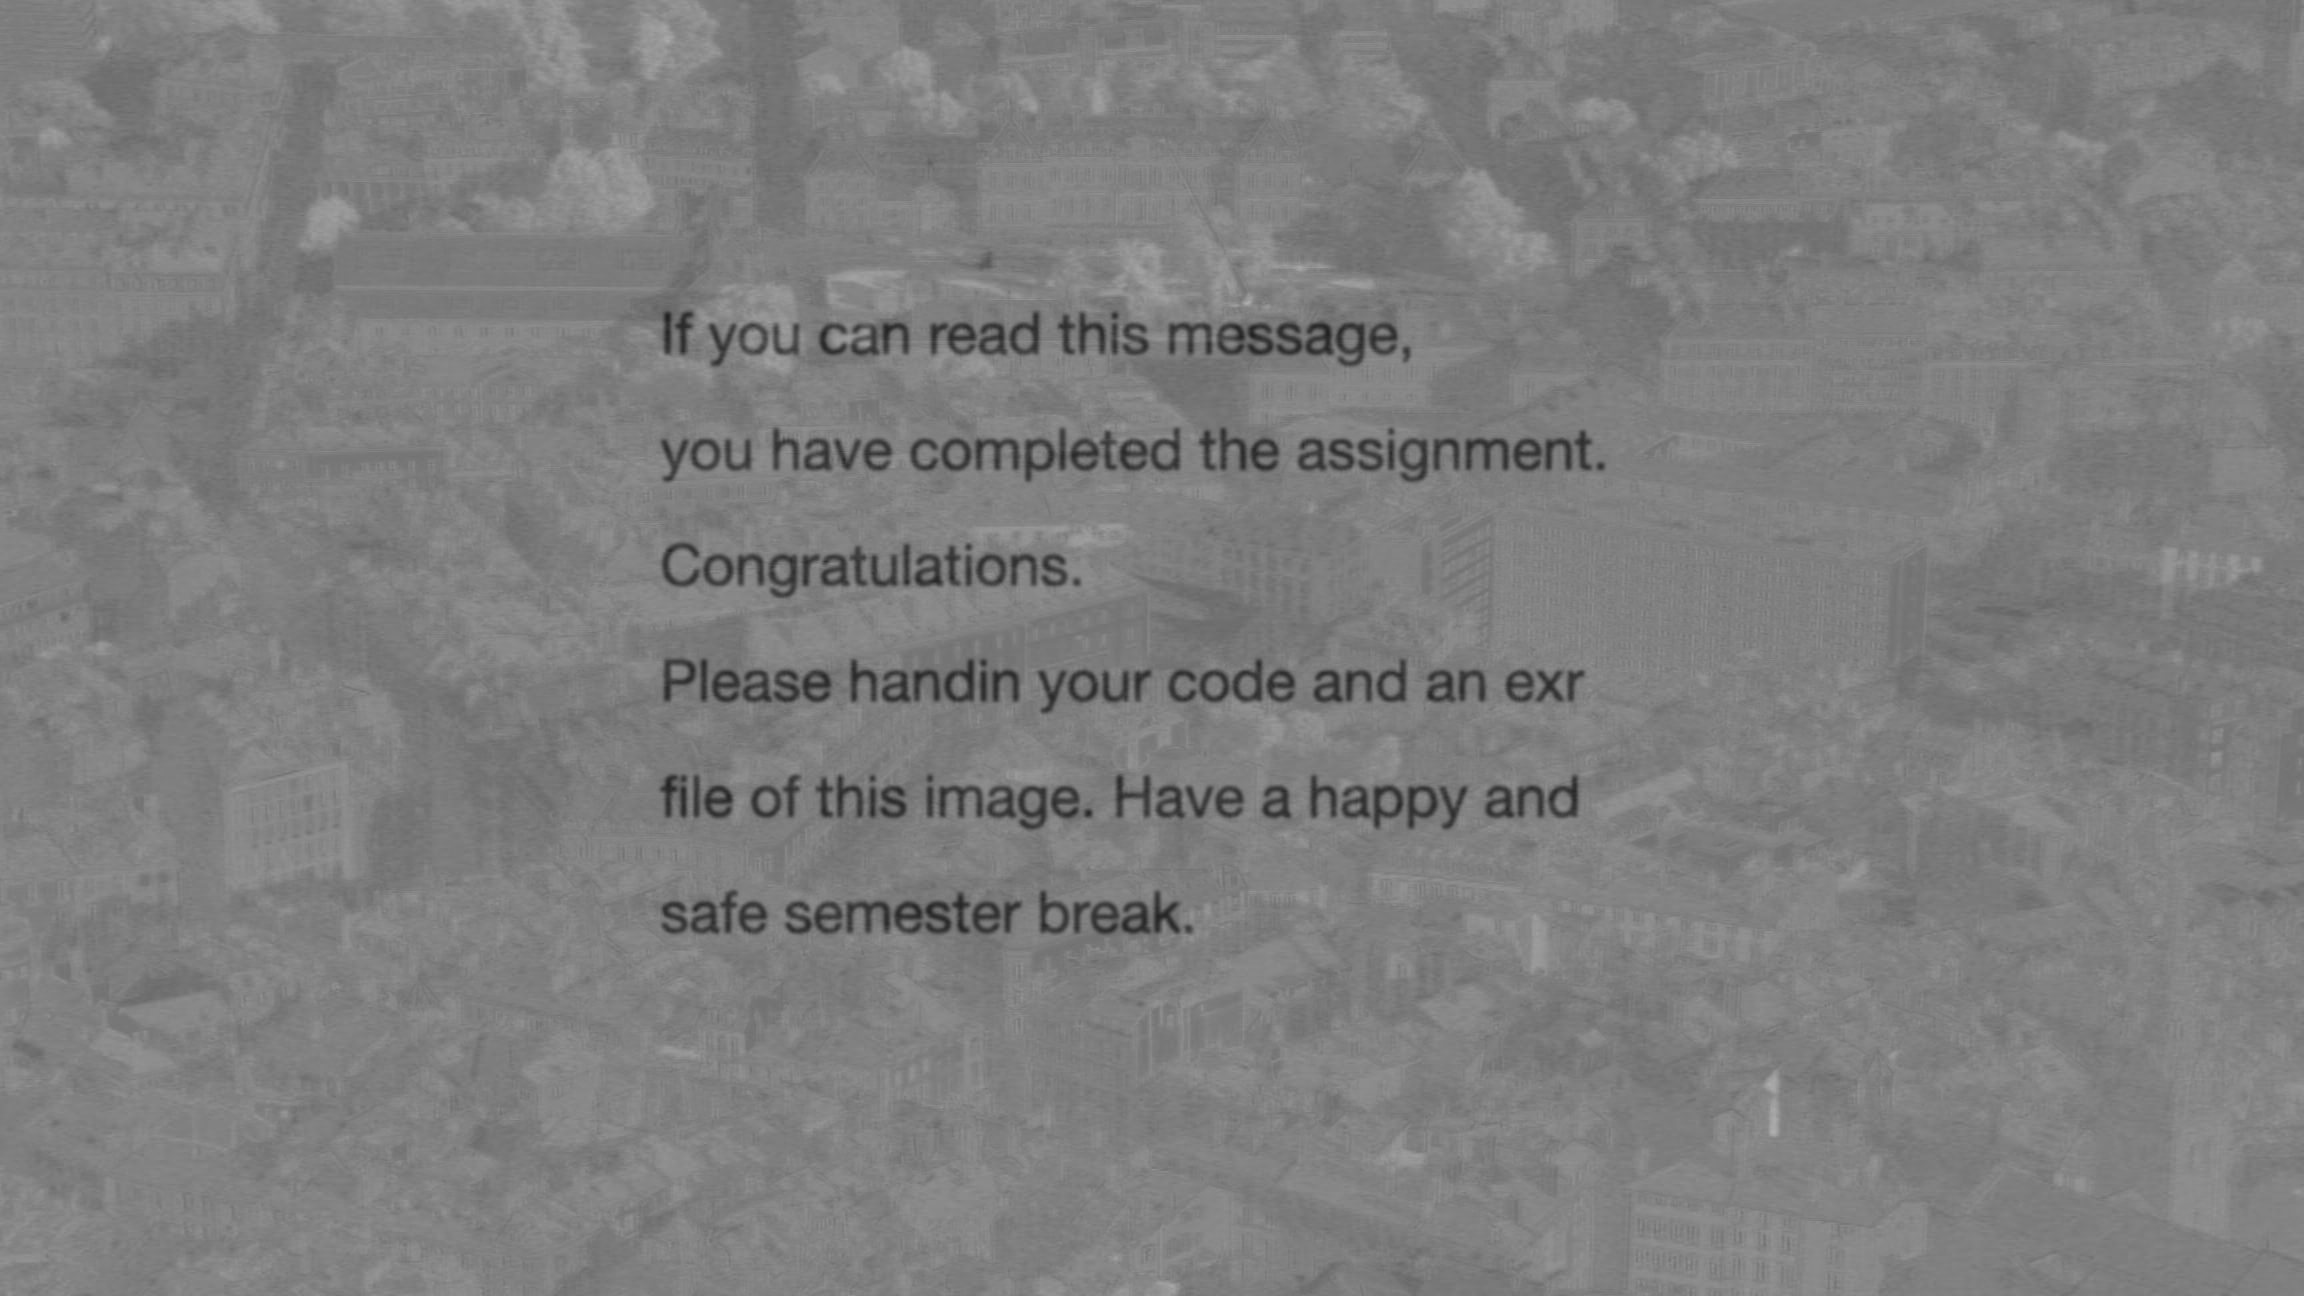 If you can read this message,
you have completed the assignment.
Congratulations.
Please handin your code and an exr
file of this image. Have a happy and
safe semester break.